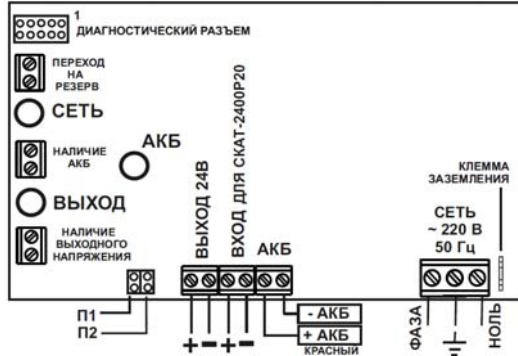 1
ДИАГНОСТИЧЕСКИЙ РАЗЪЕМ
ПЕРЕХОД
НА
РЕЗЕРВ
СЕТЬ
НАЛИЧИЕ
АКБ
АКБ
ВЫХОД
НАЛИЧИЕ
ВЫХОДНОГО
НАПРЯЖЕНИЯ
ВЫХОД 24В
ВХОД ДЛЯ СКАТ-2400Р20
АКБ
КЛЕММА
ЗАЗЕМЛЕНИЯ
СЕТЬ
~ 220 В
50 Гц
П1
П2
+ − + −
- АКБ
+ АКБ
КРАСНЫЙ
ФАЗА
НОЛЬ